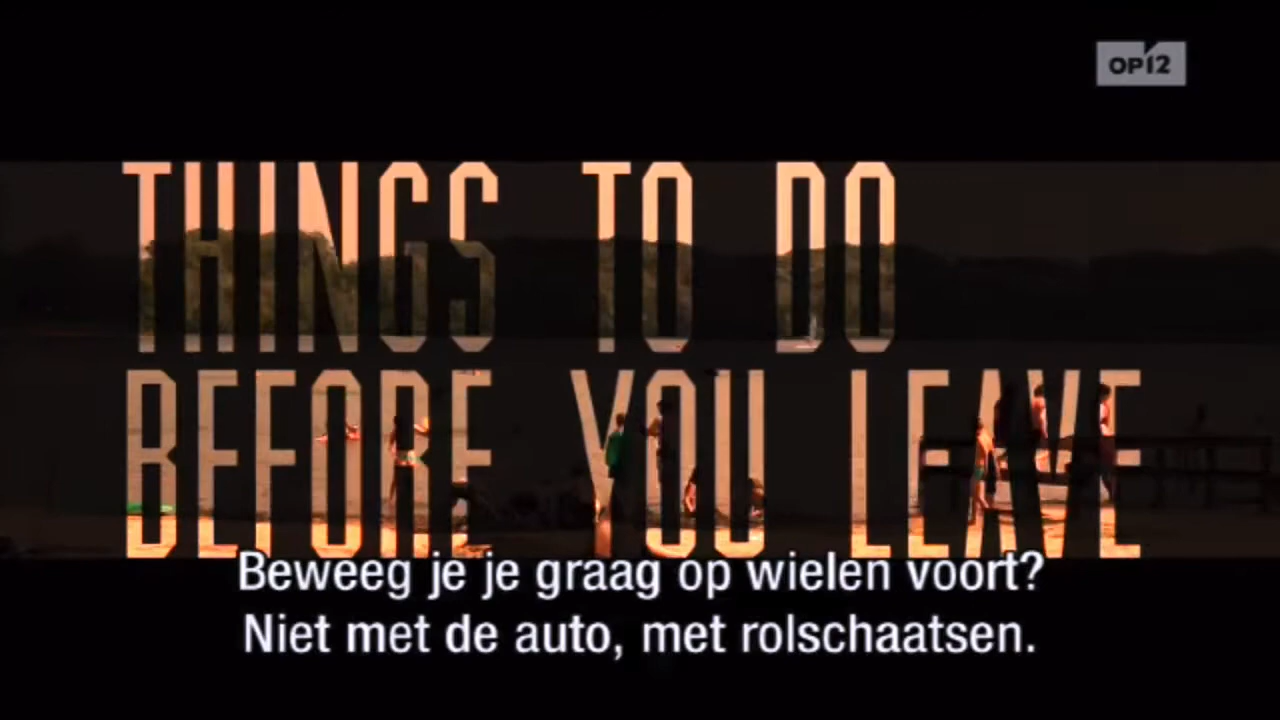 OP12
THINGS TO DO
BEFORE YOU LEAVE
Beweeg je je graag op wielen voort?
Niet met de auto, met rolschaatsen.